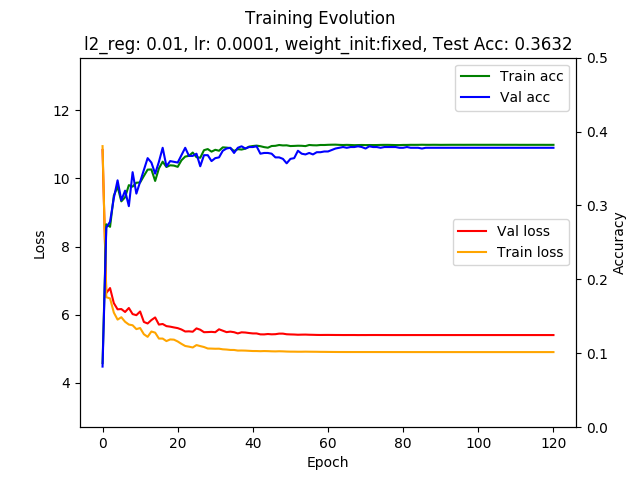 Training Evolution
l2_reg: 0.01, lr: 0.0001, weight_init:fixed, Test Acc: 0.3632
Train acc
Val acc
Val loss
Train loss
Loss
12
10
8
6
4
Accuracy
0.5
0.4
0.3
0.2
0.1
0.0
0
20
40
60
80
100
120
Epoch